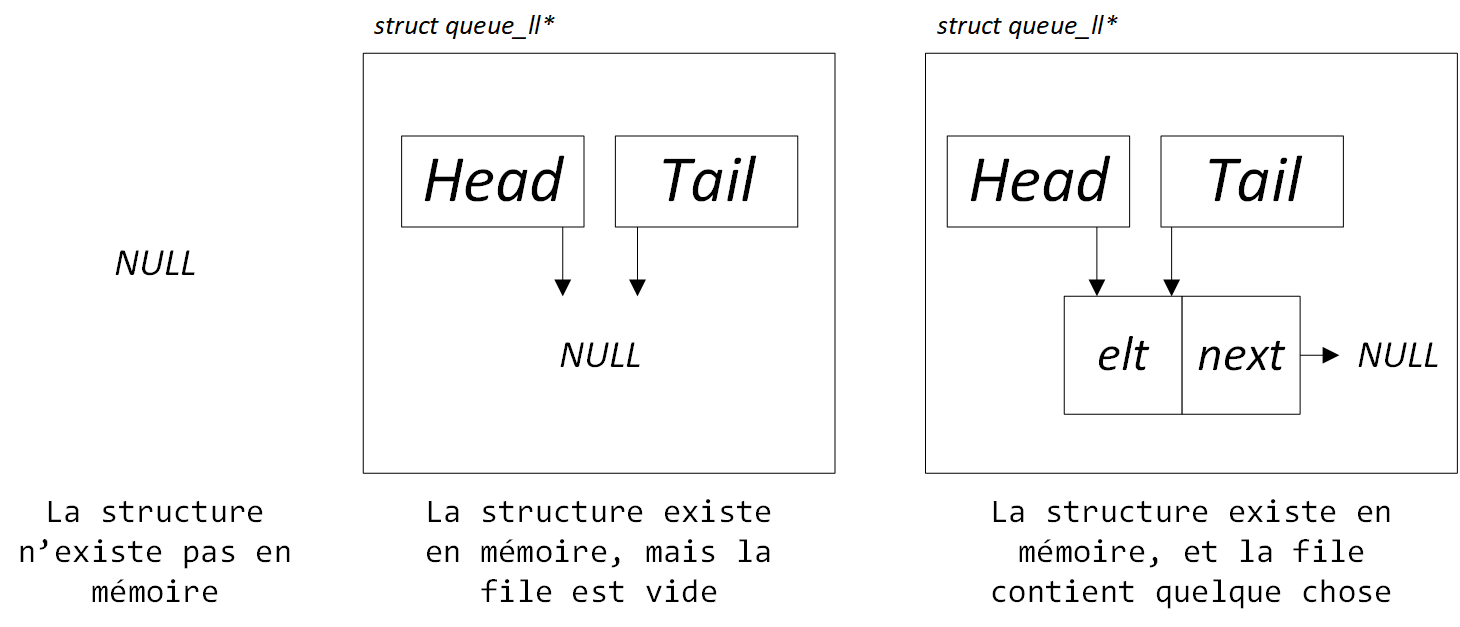 NULL
La structure
n’existe pas en
mémoire
struct queue_ll*
Head Tail
NULL
La structure existe
en mémoire, mais la
file est vide
struct queue_ll*
Head Tail
elt next NULL
La structure existe en
mémoire, et la file
contient quelque chose